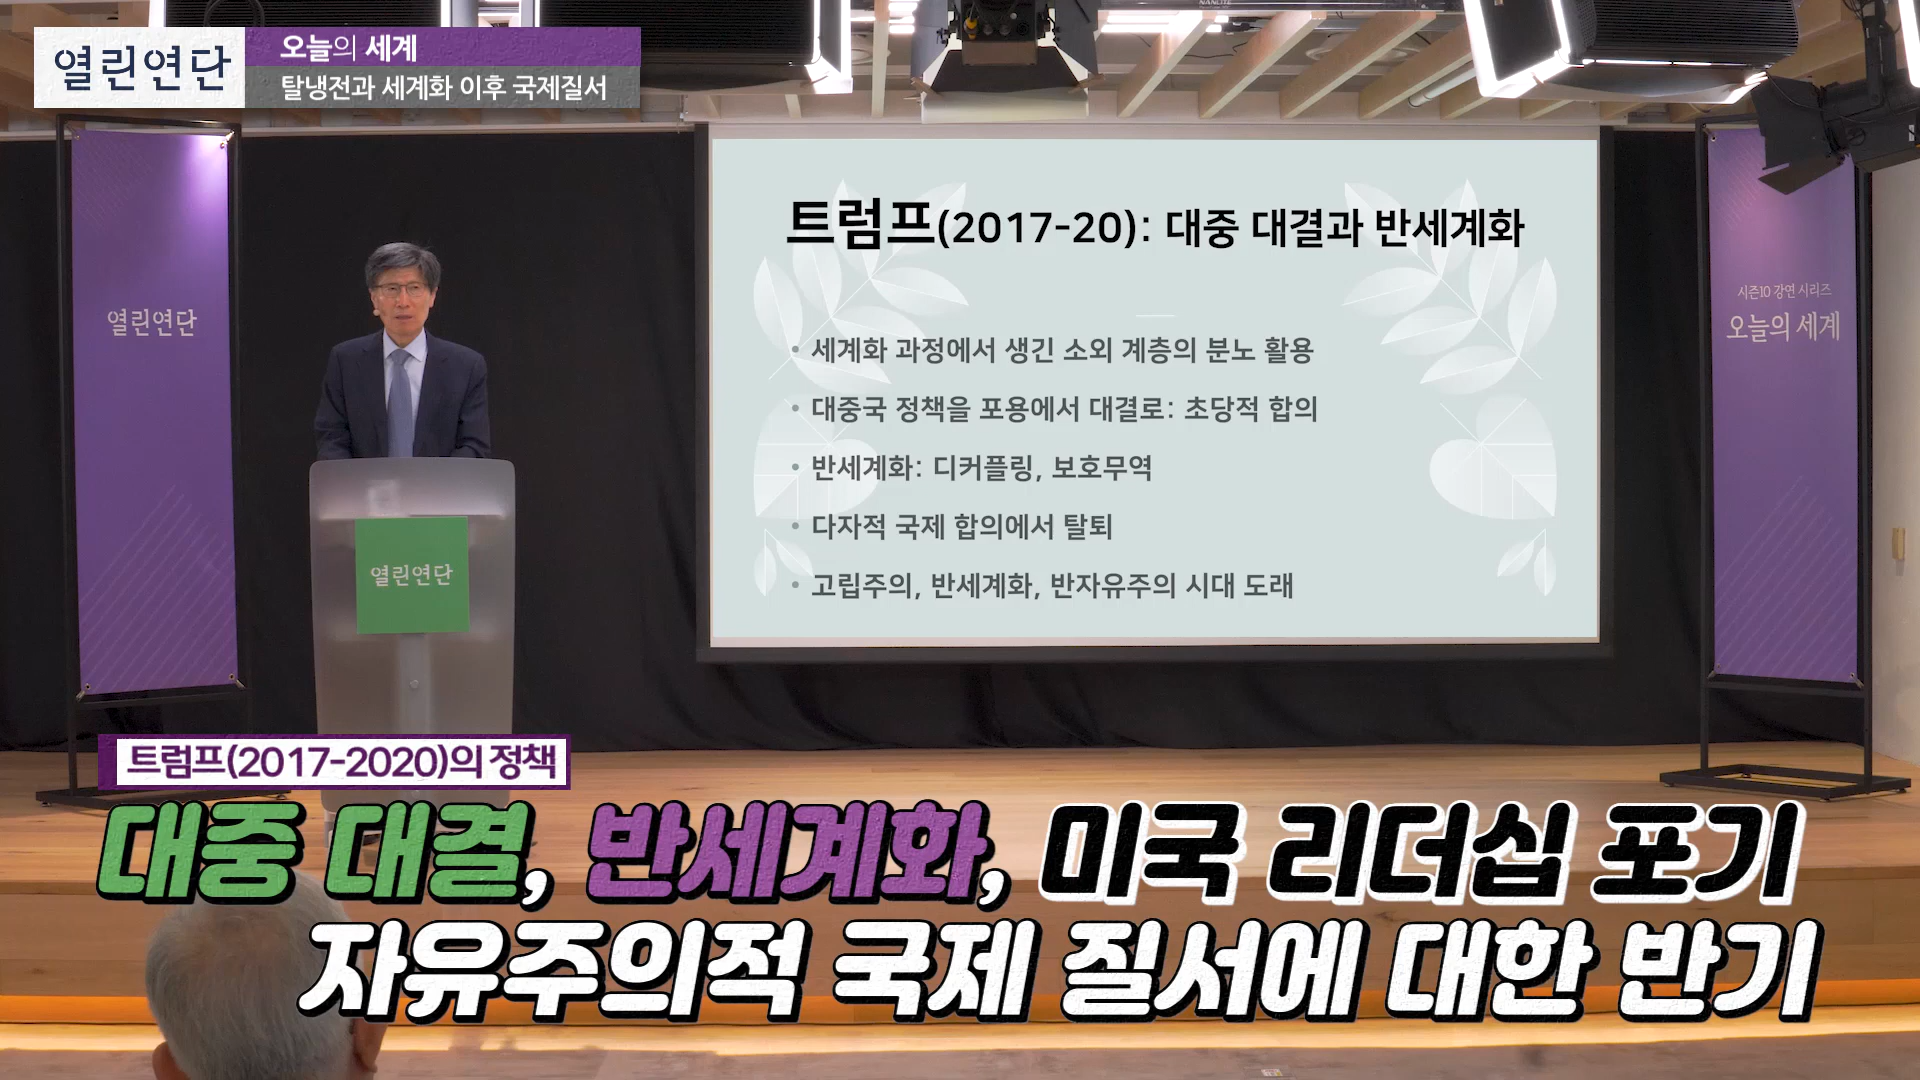 열린연단
오늘의 세계
탈냉전과 세계화 이후 국제질서
NANLITE
열린연단
트럼프(2017-20): 대중 대결과 반세계화
• 세계화 과정에서 생긴 소외 계층의 분노 활용
• 대중국 정책을 포용에서 대결로: 초당적 합의
• 반세계화: 디커플링, 보호무역
• 다자적 국제 합의에서 탈퇴
• 고립주의, 반세계화, 반자유주의 시대 도래
시즌10 강연 시리즈
오늘의 세계
열린연단
트럼프(2017-2020)의 정책
대중 대결, 반세계화, 미국 리더십 포기
자유주의적 국제 질서에 대한 반기